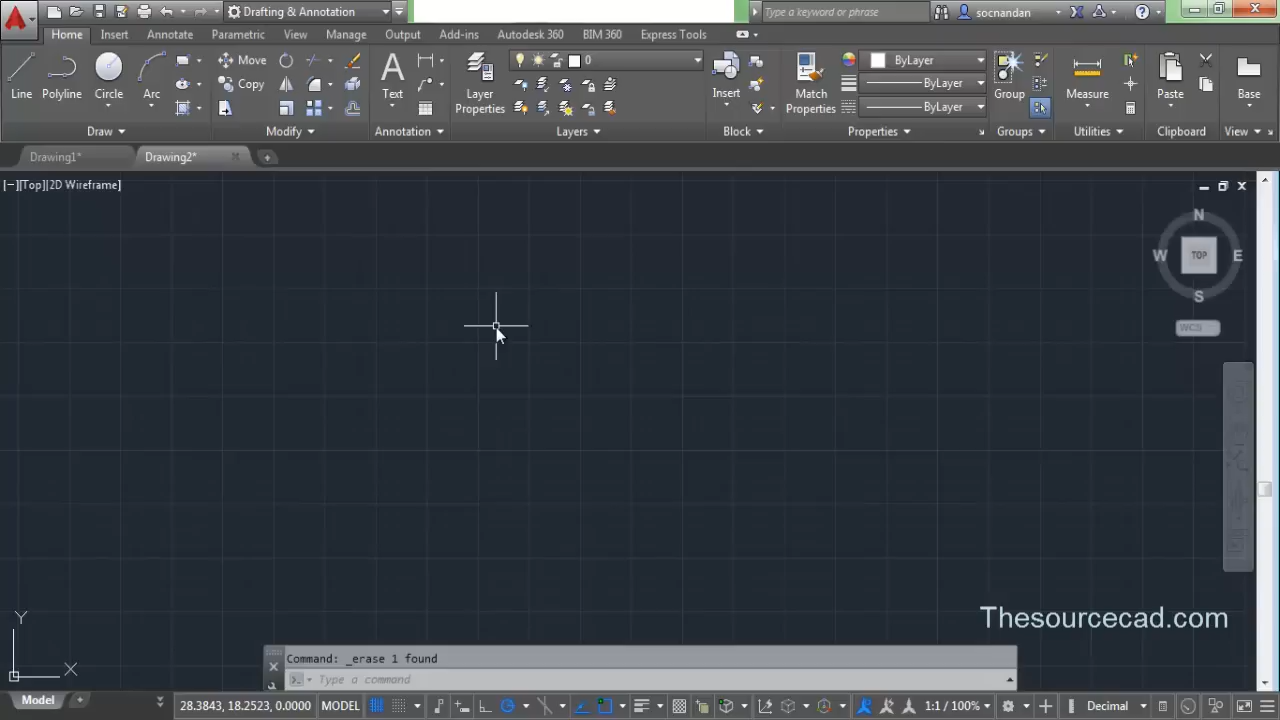 Drafting & Annotation
Type a keyword or phrase
socnandan
Home Insert Annotate Parametric View Manage Output Add-ins Autodesk 360 BIM 360 Express Tools
Line Polyline Circle Arc
Move
Copy
Text
Layer Properties
0
Insert
Match Properties
ByLayer
ByLayer
ByLayer
Group
Measure
Paste
Base
Draw Modify Annotation Layers Block Properties Groups Utilities Clipboard View
Drawing1* Drawing2*
[−][Top][2D Wireframe]
N
W TOP E
S
WCS
Y
X
Thesourcecad.com
Command: _erase 1 found
Type a command
Model
28.3843, 18.2523, 0.0000 MODEL 1:1 / 100% Decimal